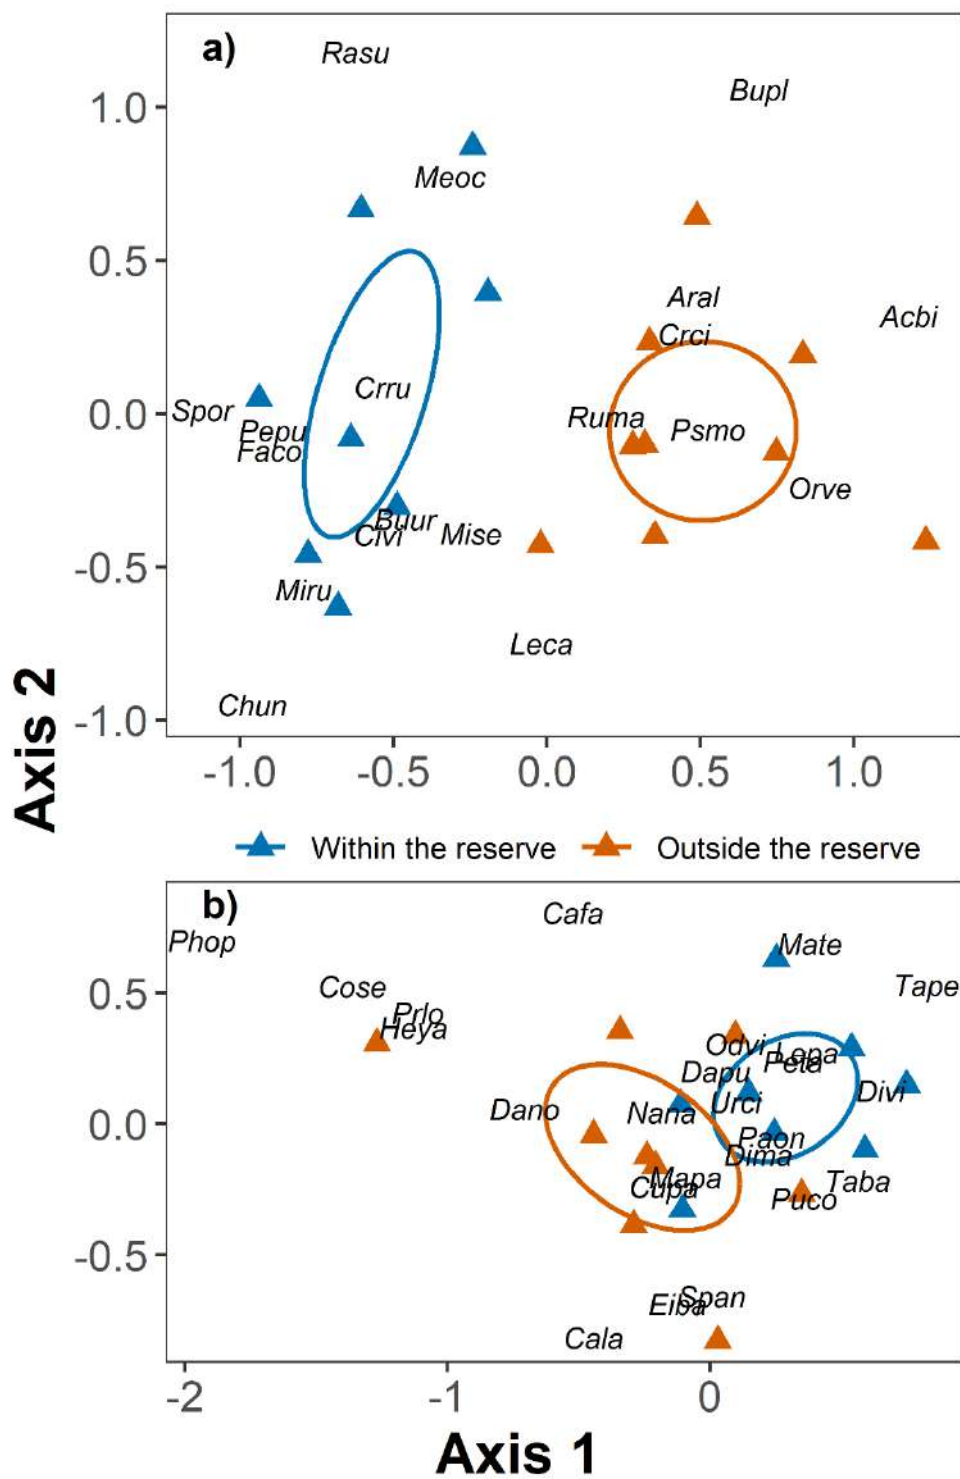 a)
Rasu
Bupl
1.0
Meoc
0.5
Aral
Acbi
Crci
Crru
0.0
Spor
Ruma
Pepu
Psmo
Faco
Orve
Buur
Civi
Mise
-0.5
Miru
Leca
Chun
-1.0
-1.0 -0.5 0.0 0.5 1.0
Axis 2
Within the reserve Outside the reserve
b)
Cafa
Phop
Mate
Cose
Tape
0.5
Prlo
Heya
Odvi
Lepa
Peta
Dapu
Divi
Urci
Dano
Nana
0.0
Paon
Dima
Mapa
Taba
Cupa
Puco
-0.5
Span
Eiba
Cala
-2 -1 0
Axis 1